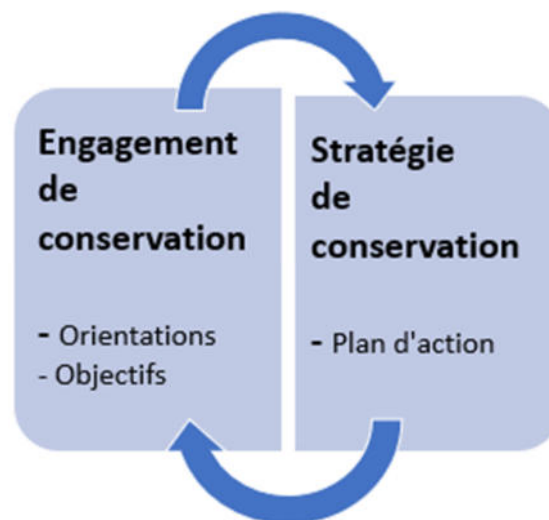 Engagement
de
conservation
- Orientations
- Objectifs
Stratégie
de
conservation
- Plan d'action